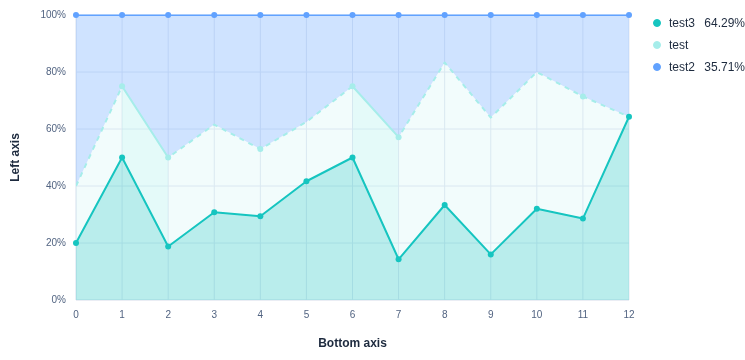 100%
80%
60%
40%
20%
0%
Left axis
0 1 2 3 4 5 6 7 8 9 10 11 12
Bottom axis
test3 64.29%
test
test2 35.71%